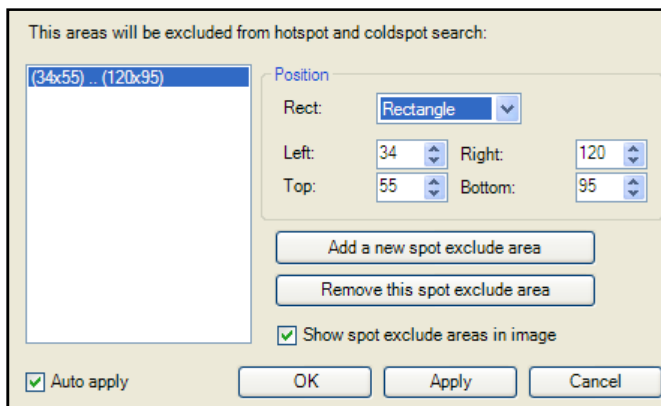 This areas will be excluded from hotspot and coldspot search:
(34x55) .. (120x95)
Position
Rect: Rectangle
Left: 34 Right: 120
Top: 55 Bottom: 95
Add a new spot exclude area
Remove this spot exclude area
Show spot exclude areas in image
Auto apply OK Apply Cancel